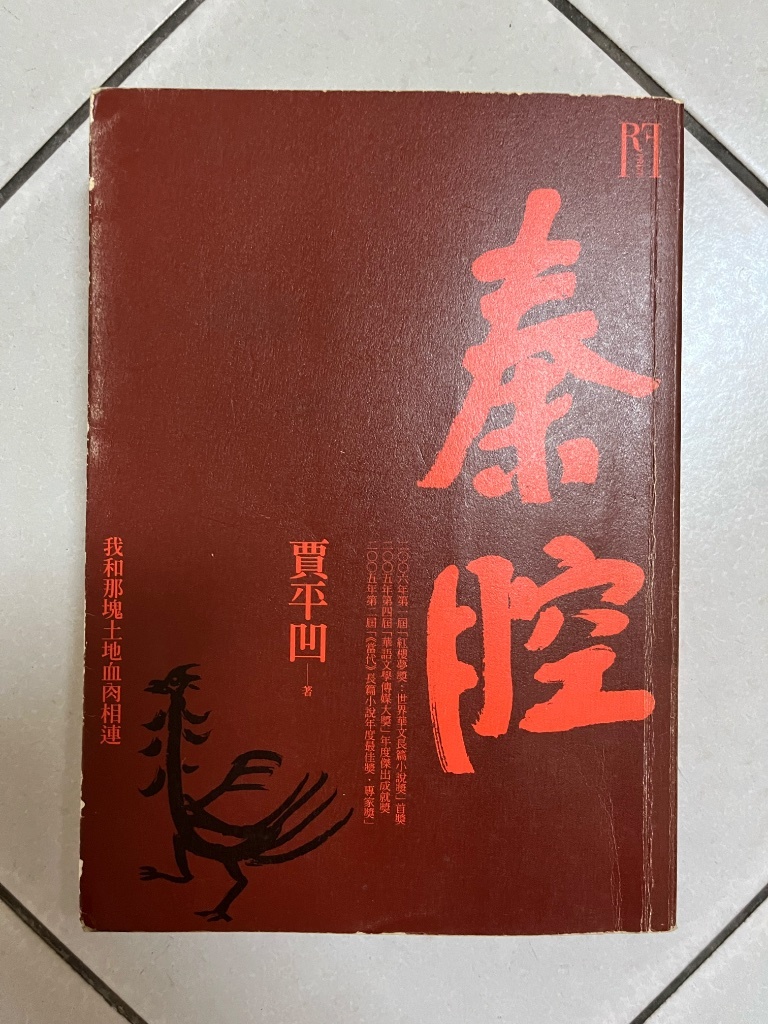 秦腔
二〇〇六年第一屆「紅樓夢獎:世界華文長篇小說獎」首獎
二〇〇五年第四屆「華語文學傳媒大獎」年度傑出成就獎
二〇〇五年第二屆「《當代》長篇小說年度最佳獎.專家獎」
賈平凹
著
我和那塊土地血肉相連